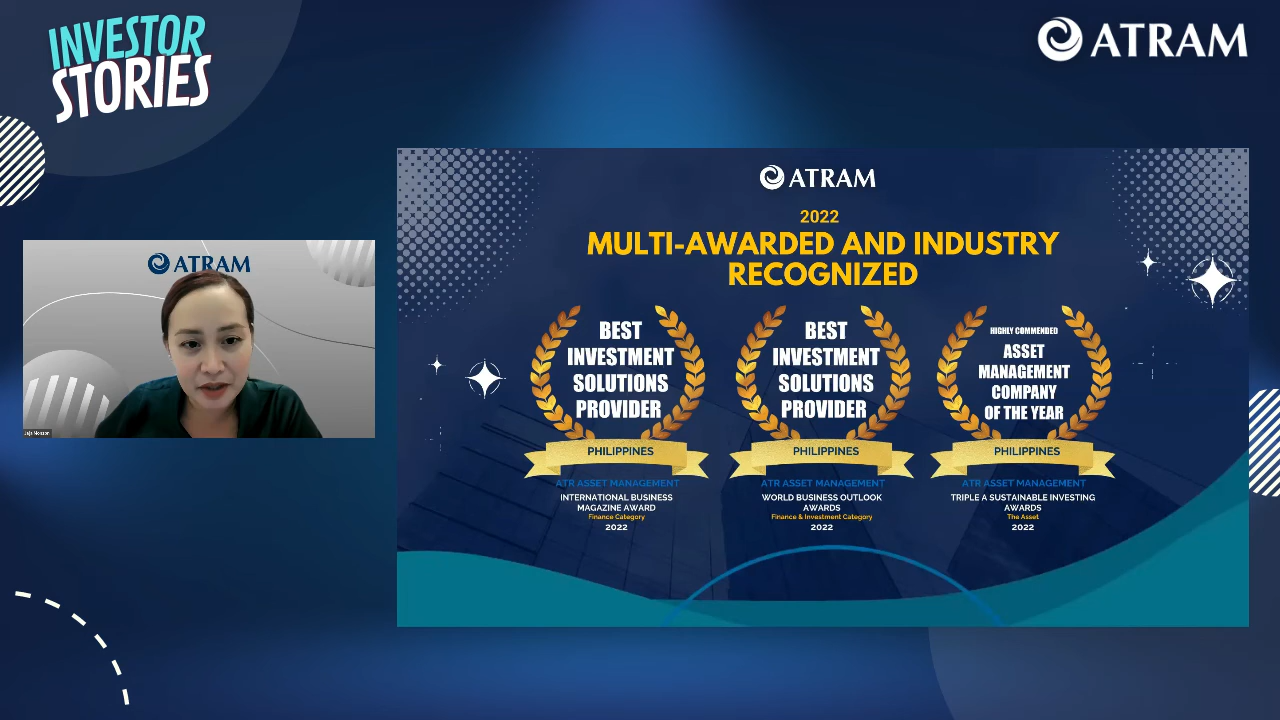 INVESTOR
STORIES
ATRAM
ATRAM
ATRAM
2022
MULTI-AWARDED AND INDUSTRY
RECOGNIZED
BEST
INVESTMENT
SOLUTIONS
PROVIDER
PHILIPPINES
ATR ASSET MANAGEMENT
INTERNATIONAL BUSINESS
MAGAZINE AWARD
Finance Category
2022
BEST
INVESTMENT
SOLUTIONS
PROVIDER
PHILIPPINES
ATR ASSET MANAGEMENT
WORLD BUSINESS OUTLOOK
AWARDS
Finance & Investment Category
2022
HIGHLY COMMENDED
ASSET
MANAGEMENT
COMPANY
OF THE YEAR
PHILIPPINES
ATR ASSET MANAGEMENT
TRIPLE A SUSTAINABLE INVESTING
AWARDS
The Asset
2022